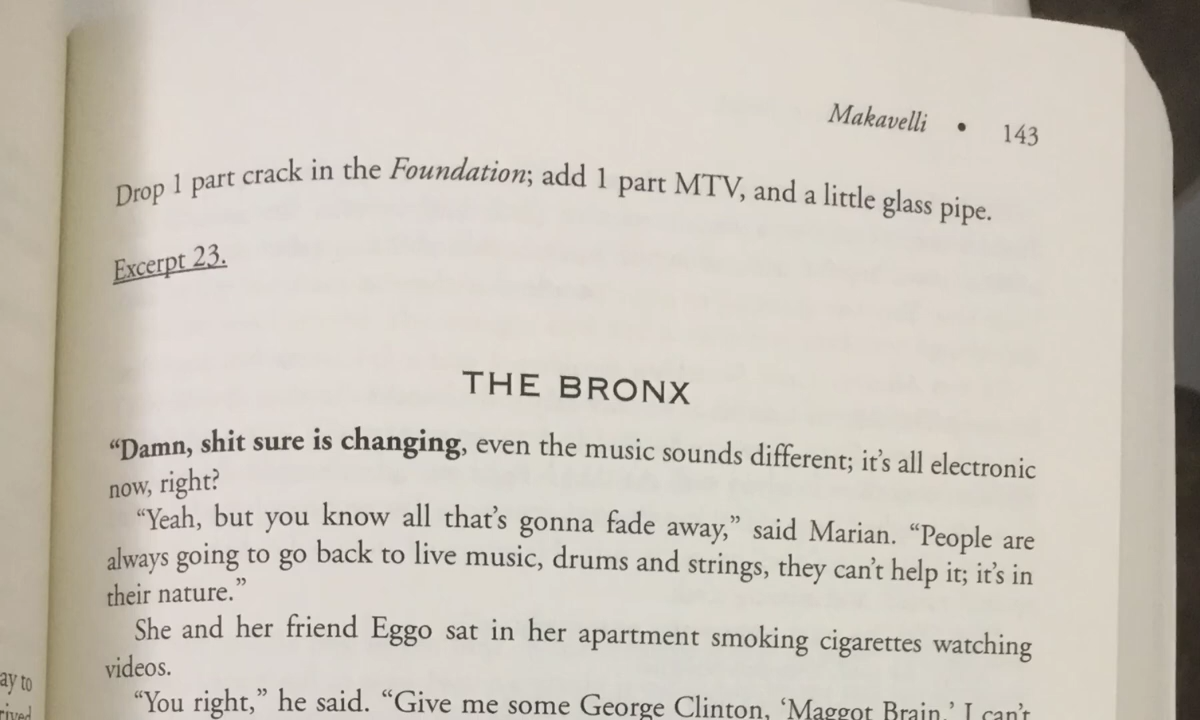 Makavelli • 143
Drop 1 part crack in the Foundation; add 1 part MTV, and a little glass pipe.
Excerpt 23.
THE BRONX
“Damn, shit sure is changing, even the music sounds different; it’s all electronic
now, right?
“Yeah, but you know all that’s gonna fade away,” said Marian. “People are
always going to go back to live music, drums and strings, they can’t help it; it’s in
their nature.”
She and her friend Eggo sat in her apartment smoking cigarettes watching
videos.
“You right,” he said. “Give me some George Clinton, ‘Maggot Brain,’ I can’t
ay to
rived